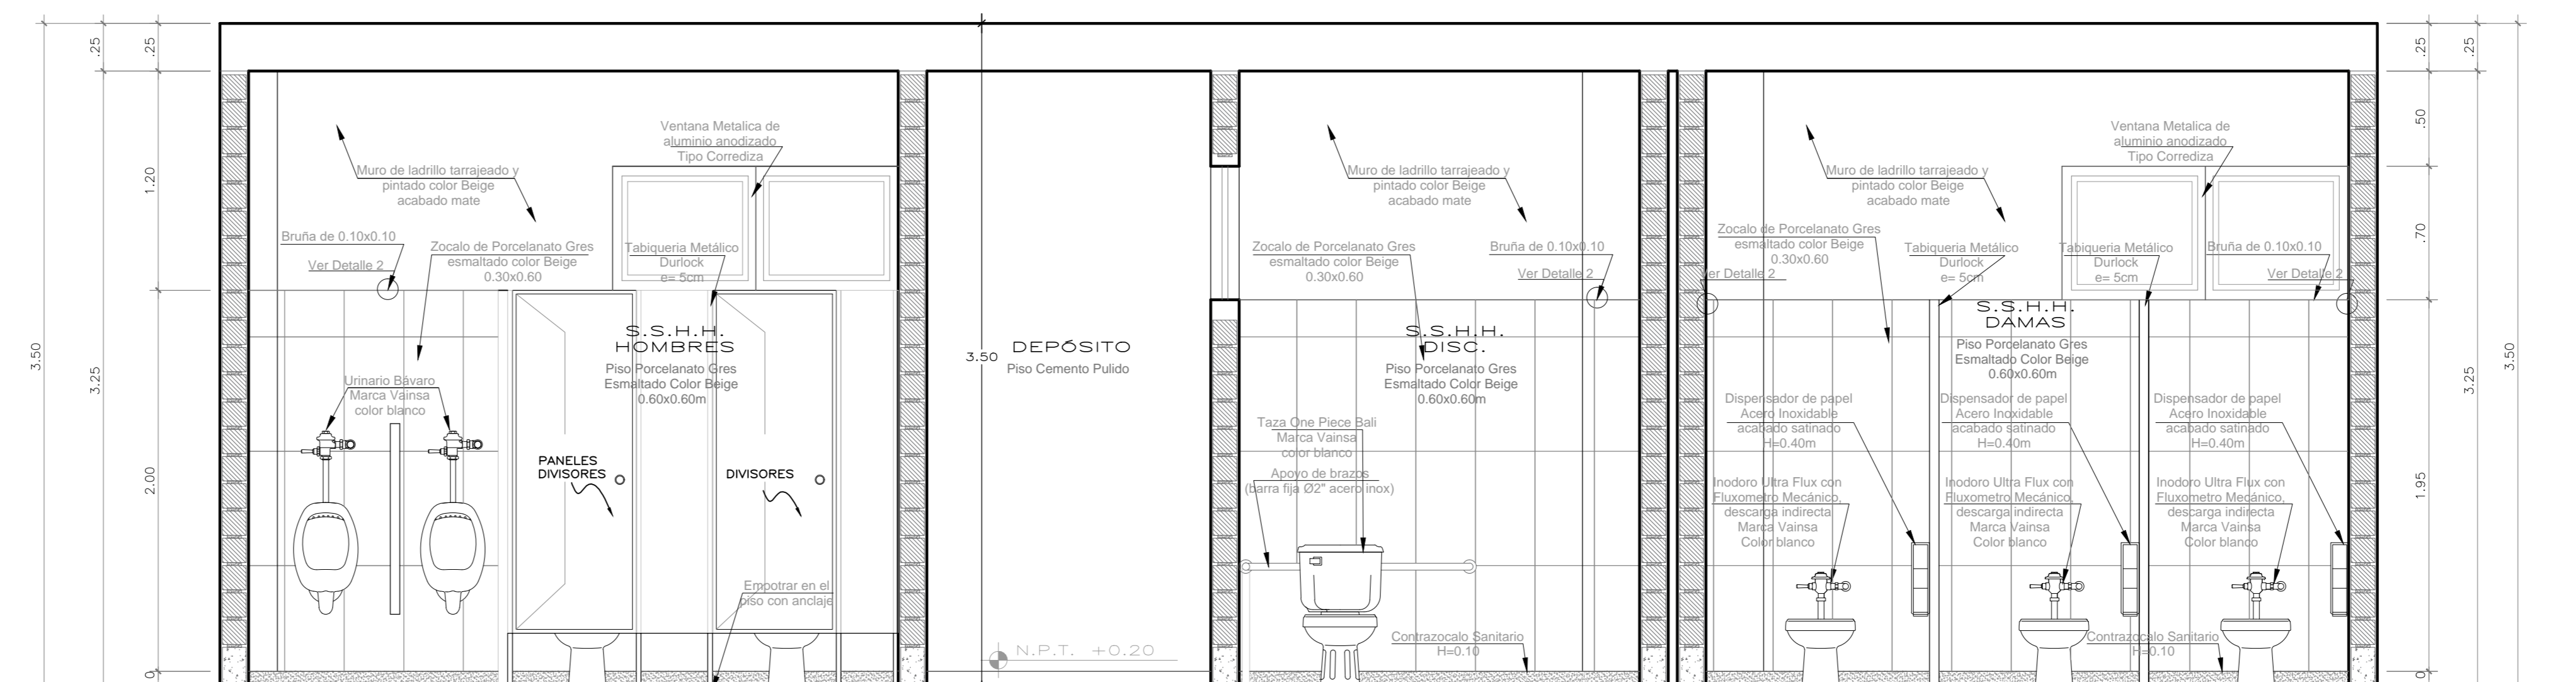 .25
.25
1.20
3.50
3.25
2.00
0
Muro de ladrillo tarrajeado y
pintado color Beige
acabado mate
Bruña de 0.10x0.10
Ver Detalle 2
Zocalo de Porcelanato Gres
esmaltado color Beige
0.30x0.60
Ventana Metalica de
aluminio anodizado
Tipo Corrediza
Tabiqueria Metálico
Durlock
e= 5cm
S.S.H.H.
HOMBRES
Piso Porcelanato Gres
Esmaltado Color Beige
0.60x0.60m
Urinario Bávaro
Marca Vainsa
color blanco
PANELES
DIVISORES
DIVISORES
Empotrar en el
piso con anclaje
3.50
DEPÓSITO
Piso Cemento Pulido
N.P.T. +0.20
Muro de ladrillo tarrajeado y
pintado color Beige
acabado mate
Zocalo de Porcelanato Gres
esmaltado color Beige
0.30x0.60
Bruña de 0.10x0.10
Ver Detalle 2
S.S.H.H.
DISC.
Piso Porcelanato Gres
Esmaltado Color Beige
0.60x0.60m
Taza One Piece Bali
Marca Vainsa
color blanco
Apoyo de brazos
(barra fija Ø2" acero inox)
Contrazocalo Sanitario
H=0.10
Muro de ladrillo tarrajeado y
pintado color Beige
acabado mate
Ventana Metalica de
aluminio anodizado
Tipo Corrediza
Zocalo de Porcelanato Gres
esmaltado color Beige
0.30x0.60
Ver Detalle 2
Tabiqueria Metálico
Durlock
e= 5cm
Tabiqueria Metálico
Durlock
e= 5cm
Bruña de 0.10x0.10
Ver Detalle 2
S.S.H.H.
DAMAS
Piso Porcelanato Gres
Esmaltado Color Beige
0.60x0.60m
Dispensador de papel
Acero Inoxidable
acabado satinado
H=0.40m
Dispensador de papel
Acero Inoxidable
acabado satinado
H=0.40m
Dispensador de papel
Acero Inoxidable
acabado satinado
H=0.40m
Inodoro Ultra Flux con
Fluxometro Mecánico,
descarga indirecta
Marca Vainsa
Color blanco
Inodoro Ultra Flux con
Fluxometro Mecánico,
descarga indirecta
Marca Vainsa
Color blanco
Inodoro Ultra Flux con
Fluxometro Mecánico,
descarga indirecta
Marca Vainsa
Color blanco
Contrazocalo Sanitario
H=0.10
.25
.25
.50
.70
3.50
3.25
1.95
0